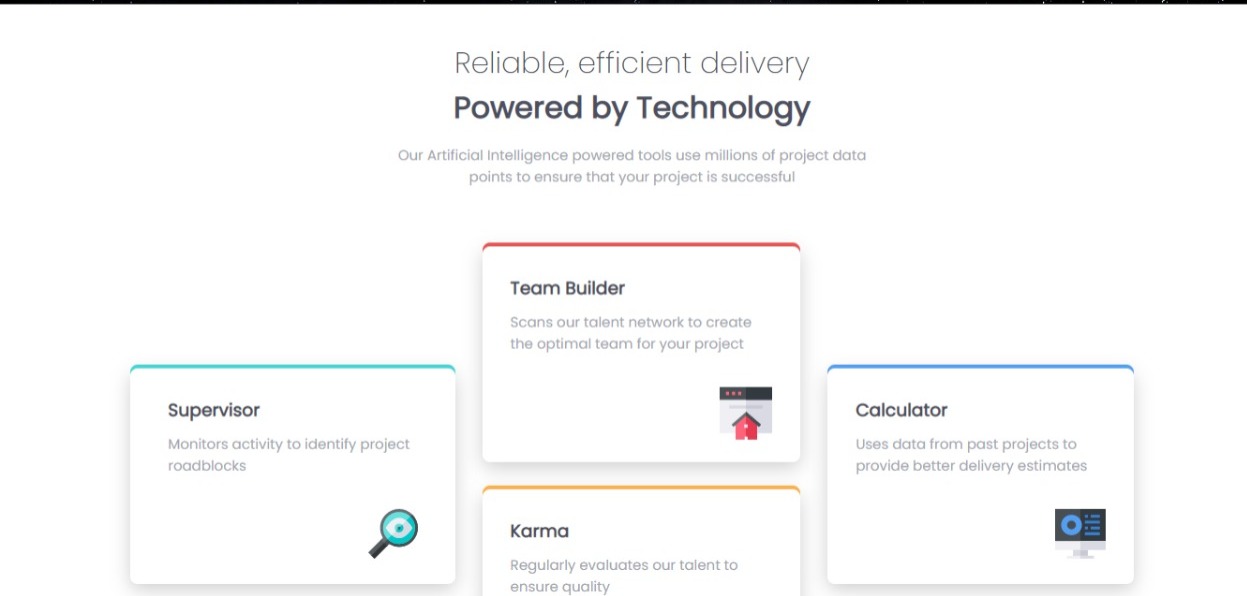 Reliable, efficient delivery
Powered by Technology
Our Artificial Intelligence powered tools use millions of project data
points to ensure that your project is successful
Team Builder
Scans our talent network to create
the optimal team for your project
Supervisor
Monitors activity to identify project
roadblocks
Calculator
Uses data from past projects to
provide better delivery estimates
Karma
Regularly evaluates our talent to
ensure quality